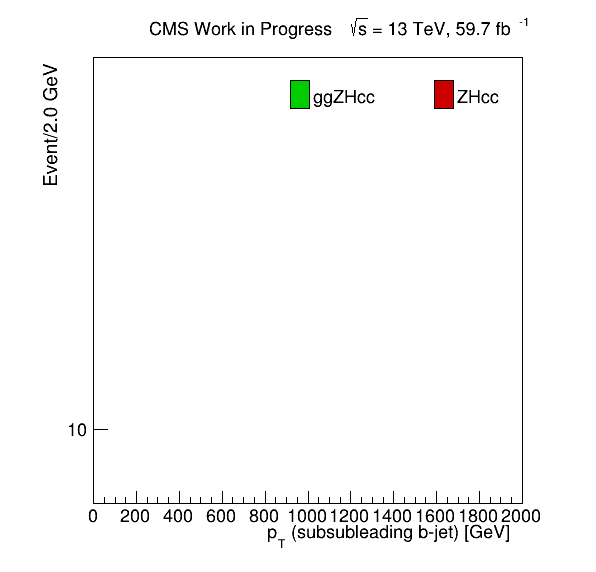 CMS Work in Progress √s = 13 TeV, 59.7 fb -1
Event/2.0 GeV
ggZHcc ZHcc
10
0 200 400 600 800 1000 1200 1400 1600 1800 2000
pT (subsubleading b-jet) [GeV]